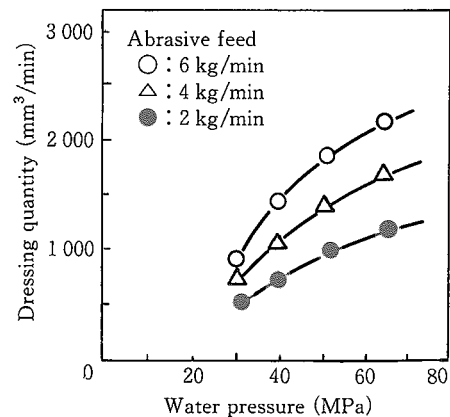 3 000
Abrasive feed
○ : 6 kg/min
△ : 4 kg/min
● : 2 kg/min
2 000
1 000
0
20 40 60 80
Dressing quantity (mm³/min)
Water pressure (MPa)